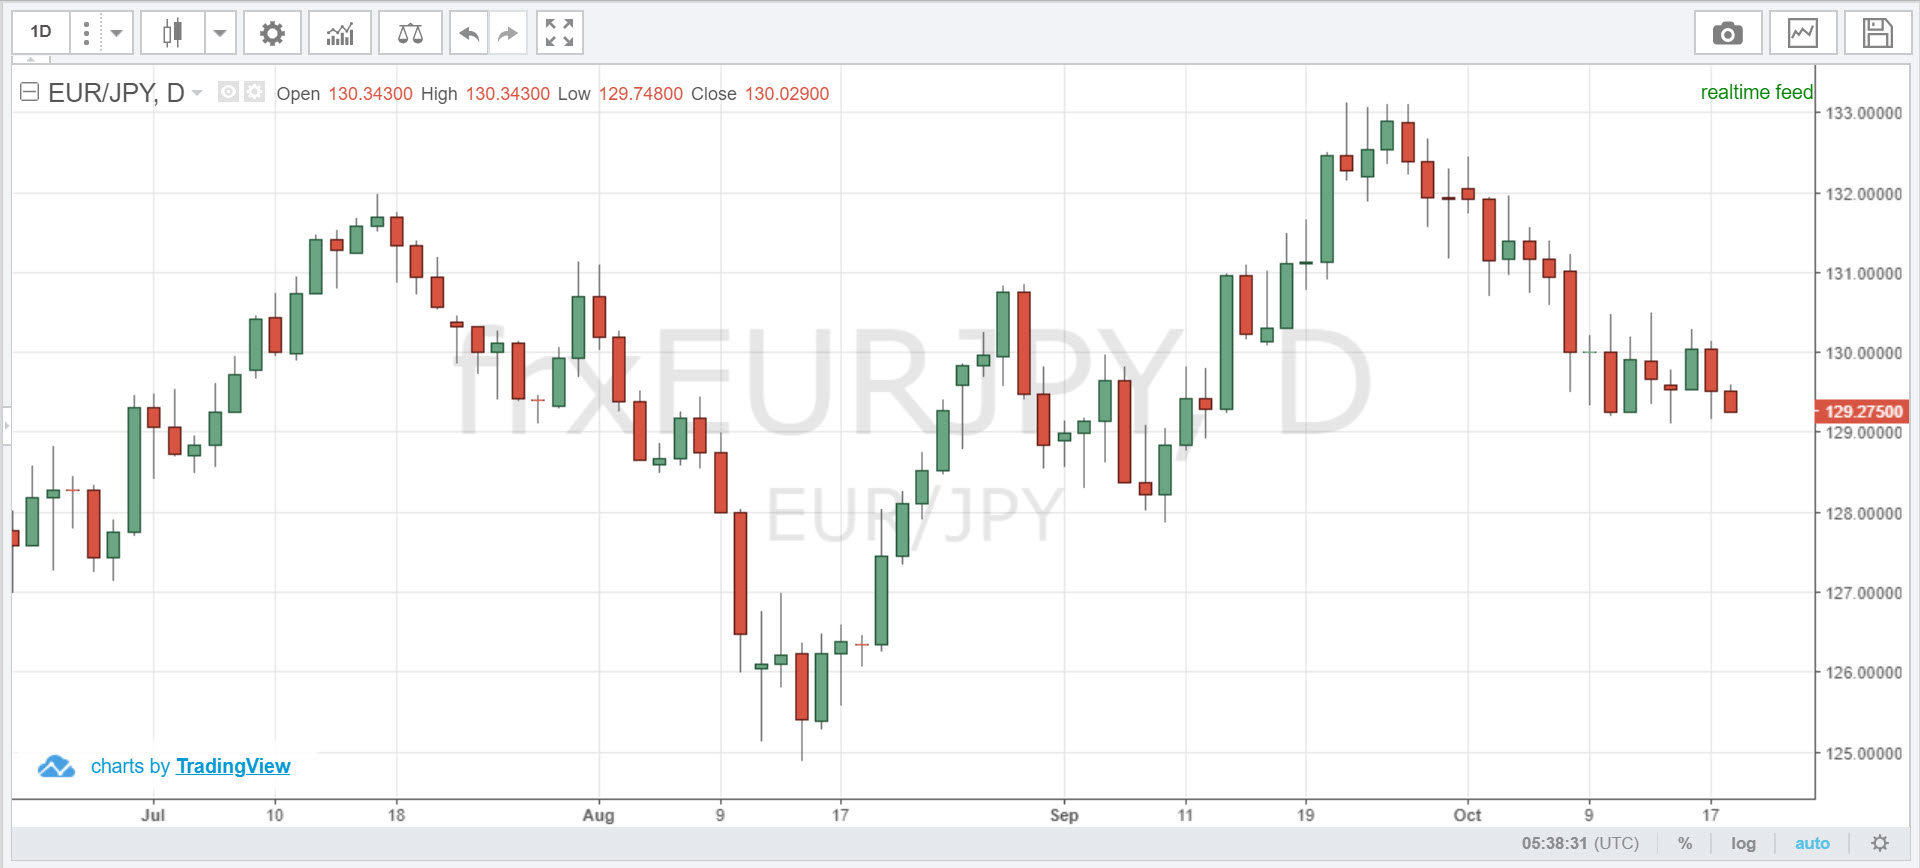 1D
EUR/JPY, D Open 130.34300 High 130.34300 Low 129.74800 Close 130.02900
realtime feed
133.00000
132.00000
131.00000
130.00000
129.27500
129.00000
128.00000
127.00000
126.00000
125.00000
frxEURJPY, D
EUR/JPY
charts by TradingView
Jul 10 18 Aug 9 17 Sep 11 19 Oct 9 17
05:38:31 (UTC) % log auto